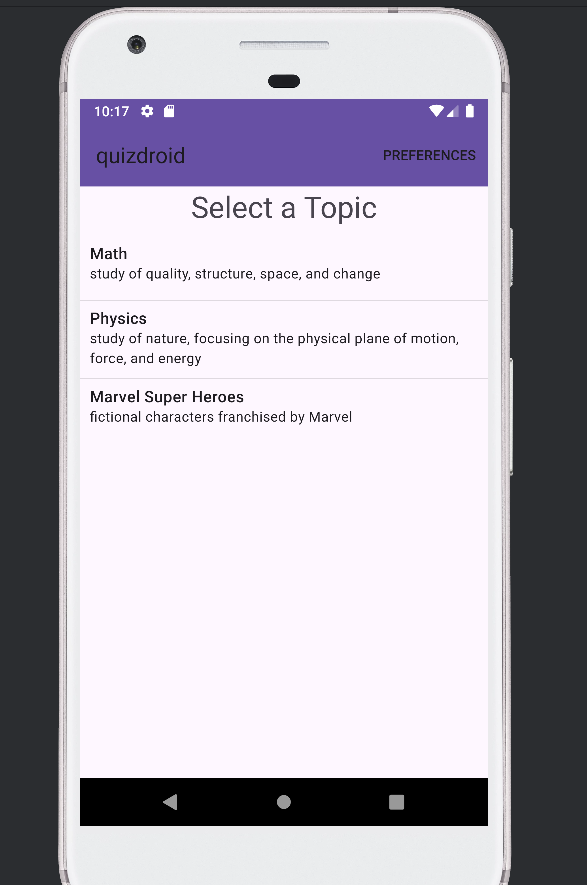 10:17
quizdroid
PREFERENCES
Select a Topic
Math
study of quality, structure, space, and change
Physics
study of nature, focusing on the physical plane of motion,
force, and energy
Marvel Super Heroes
fictional characters franchised by Marvel